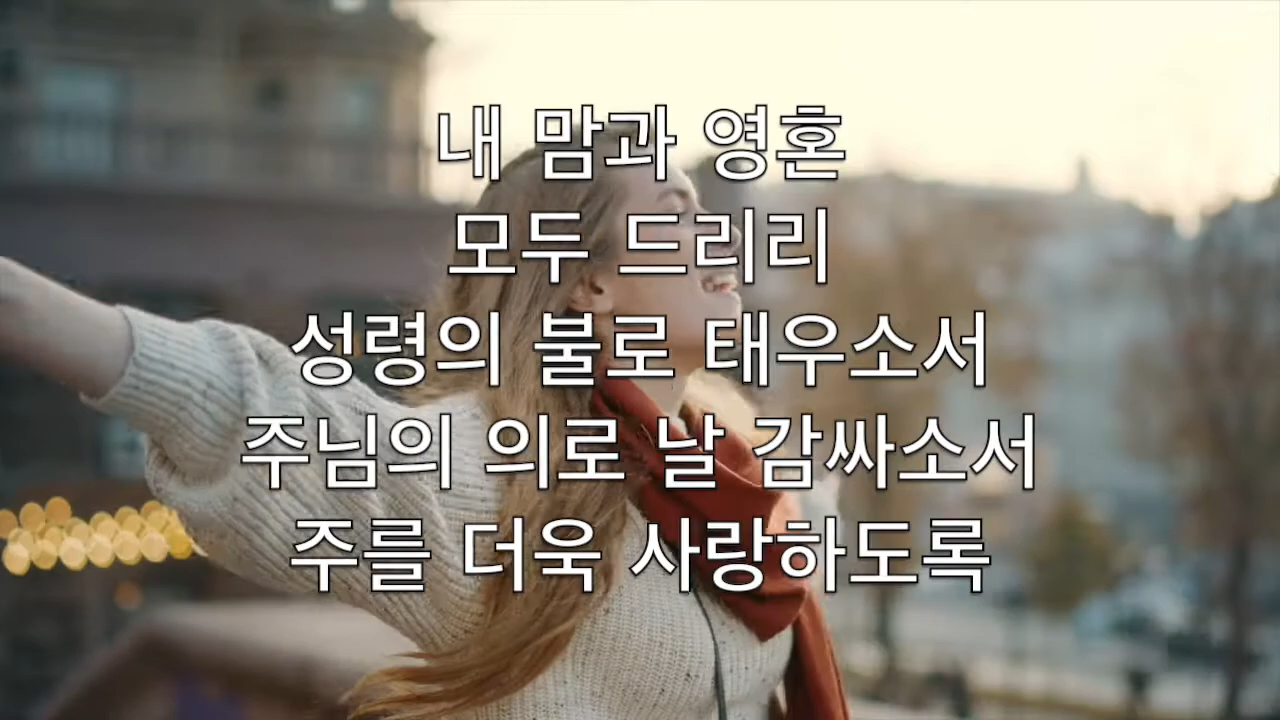 내 맘과 영혼
모두 드리리
성령의 불로 태우소서
주님의 의로 날 감싸소서
주를 더욱 사랑하도록